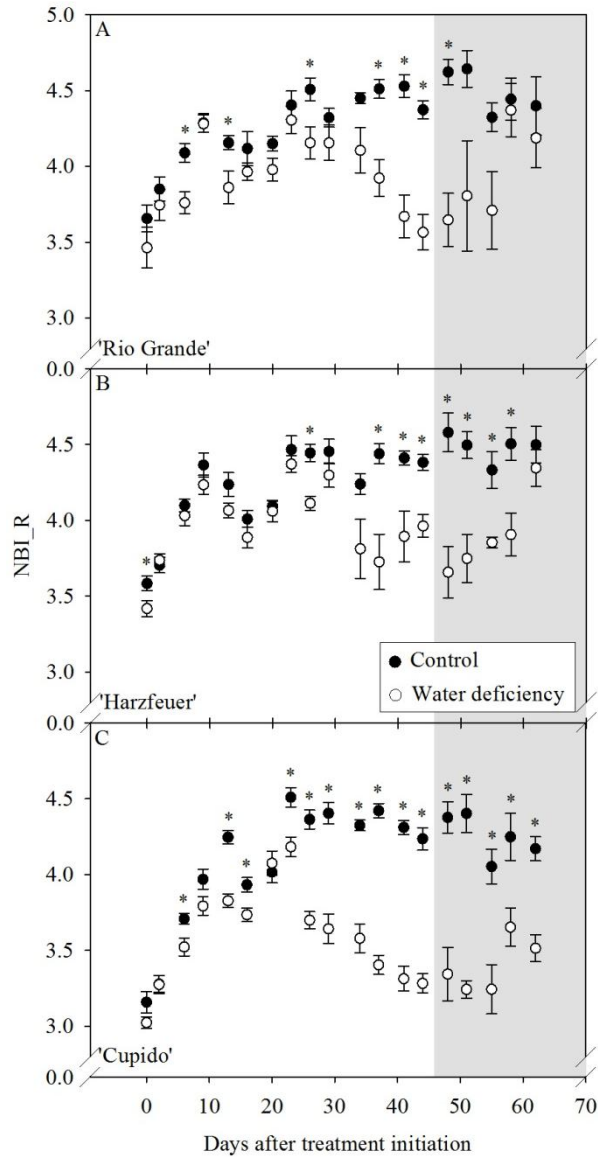 A
5.0
4.5
4.0
3.5
3.0
0.0
* * * * * * *
'Rio Grande'
B
4.5
4.0
3.5
3.0
0.0
* * * * * * * * *
NBI_R
Control
Water deficiency
'Harzfeuer'
C
4.5
4.0
3.5
3.0
0.0
* * * * * * * * * * * * * * *
'Cupido'
0 10 20 30 40 50 60 70
Days after treatment initiation